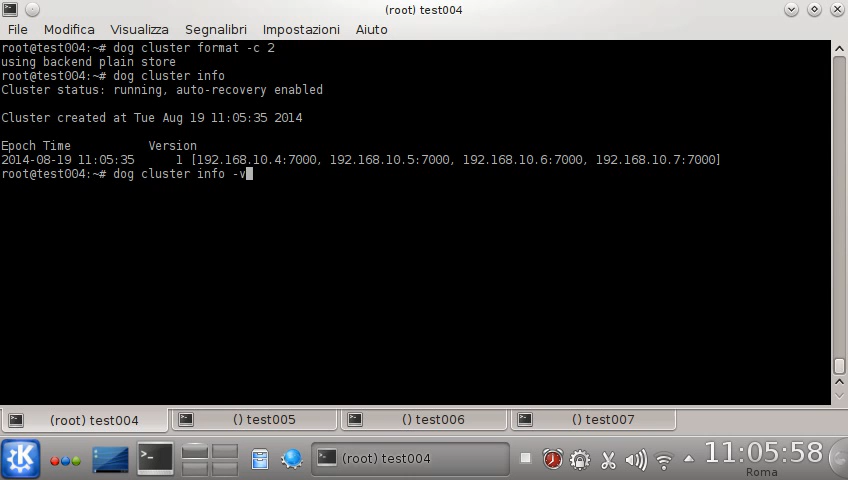 (root) test004
File Modifica Visualizza Segnalibri Impostazioni Aiuto
root@test004:~# dog cluster format -c 2
using backend plain store
root@test004:~# dog cluster info
Cluster status: running, auto-recovery enabled
Cluster created at Tue Aug 19 11:05:35 2014
Epoch Time Version
2014-08-19 11:05:35 1 [192.168.10.4:7000, 192.168.10.5:7000, 192.168.10.6:7000, 192.168.10.7:7000]
root@test004:~# dog cluster info -v
(root) test004 () test005 () test006 () test007
(root) test004 11:05:58
Roma